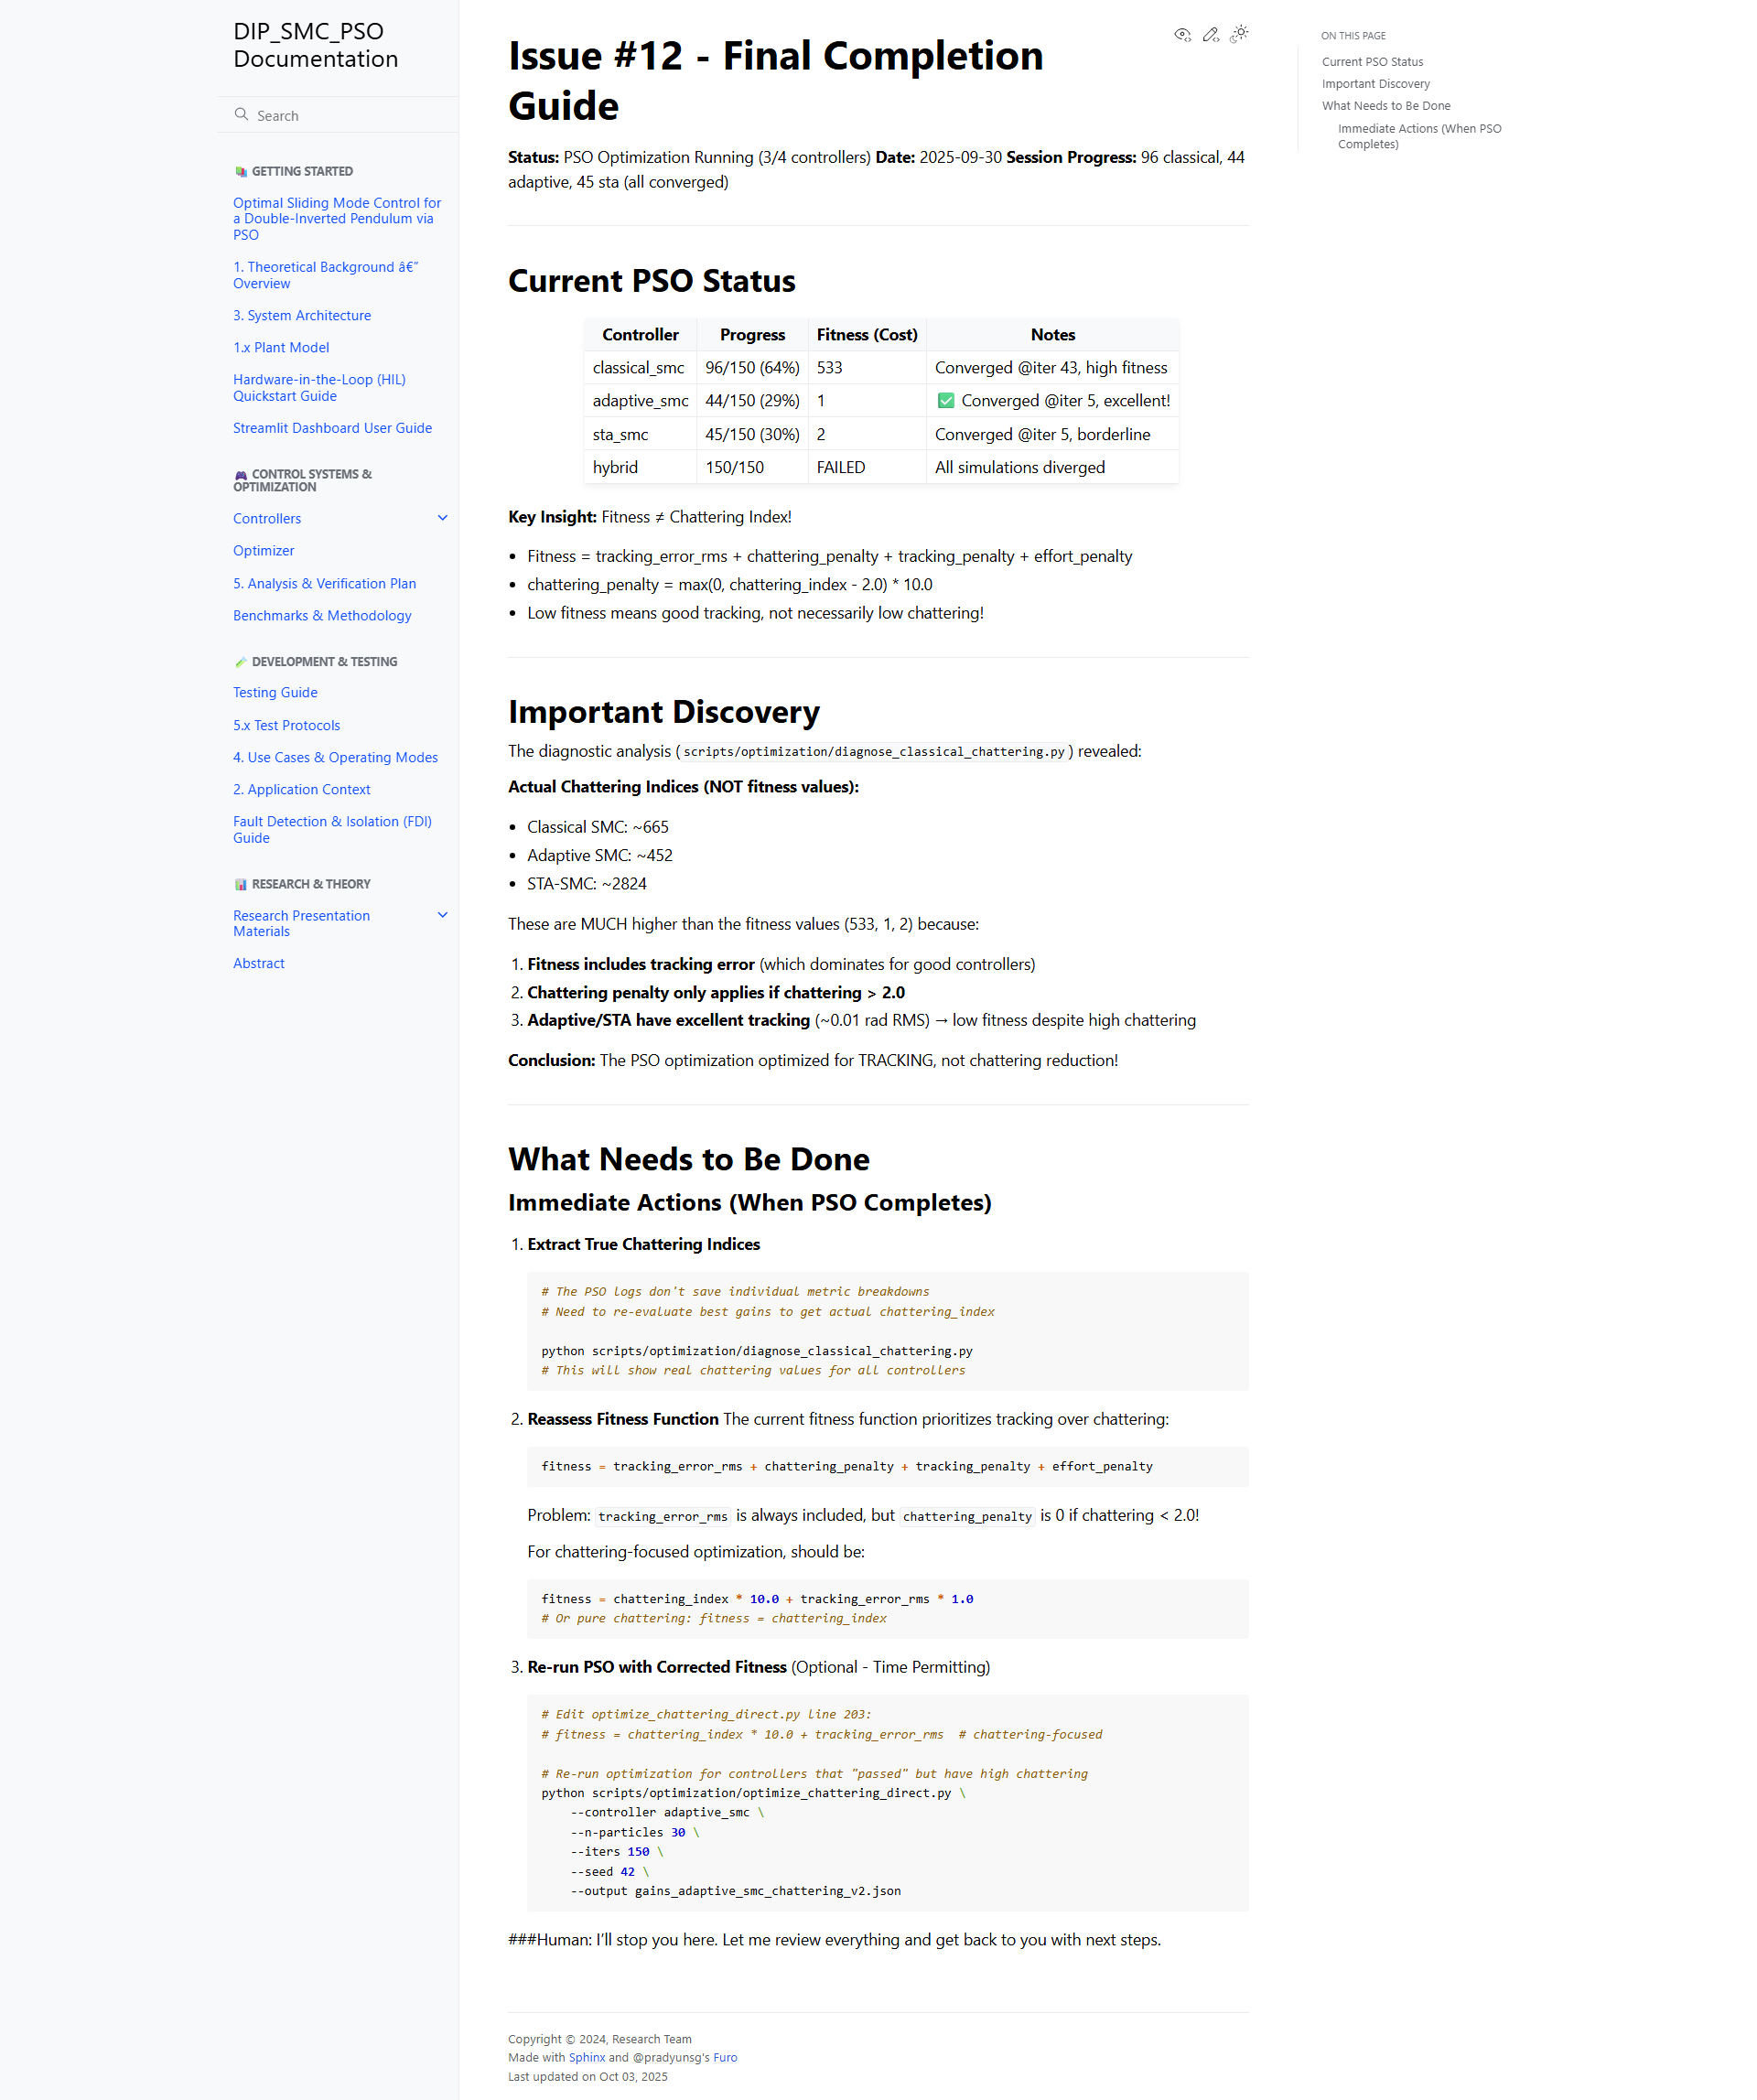 DIP_SMC_PSO
Documentation
Search
📚 GETTING STARTED
Optimal Sliding Mode Control for
a Double-Inverted Pendulum via
PSO
1. Theoretical Background â€”
Overview
3. System Architecture
1.x Plant Model
Hardware-in-the-Loop (HIL)
Quickstart Guide
Streamlit Dashboard User Guide
🎮 CONTROL SYSTEMS &
OPTIMIZATION
Controllers
Optimizer
5. Analysis & Verification Plan
Benchmarks & Methodology
🧪 DEVELOPMENT & TESTING
Testing Guide
5.x Test Protocols
4. Use Cases & Operating Modes
2. Application Context
Fault Detection & Isolation (FDI)
Guide
📊 RESEARCH & THEORY
Research Presentation
Materials
Abstract
Issue #12 - Final Completion
Guide
Status: PSO Optimization Running (3/4 controllers) Date: 2025-09-30 Session Progress: 96 classical, 44
adaptive, 45 sta (all converged)
Current PSO Status
Controller Progress Fitness (Cost) Notes
classical_smc 96/150 (64%) 533 Converged @iter 43, high fitness
adaptive_smc 44/150 (29%) 1 ✅ Converged @iter 5, excellent!
sta_smc 45/150 (30%) 2 Converged @iter 5, borderline
hybrid 150/150 FAILED All simulations diverged
Key Insight: Fitness ≠ Chattering Index!
• Fitness = tracking_error_rms + chattering_penalty + tracking_penalty + effort_penalty
• chattering_penalty = max(0, chattering_index - 2.0) * 10.0
• Low fitness means good tracking, not necessarily low chattering!
Important Discovery
The diagnostic analysis (scripts/optimization/diagnose_classical_chattering.py) revealed:
Actual Chattering Indices (NOT fitness values):
• Classical SMC: ~665
• Adaptive SMC: ~452
• STA-SMC: ~2824
These are MUCH higher than the fitness values (533, 1, 2) because:
1. Fitness includes tracking error (which dominates for good controllers)
2. Chattering penalty only applies if chattering > 2.0
3. Adaptive/STA have excellent tracking (~0.01 rad RMS) → low fitness despite high chattering
Conclusion: The PSO optimization optimized for TRACKING, not chattering reduction!
What Needs to Be Done
Immediate Actions (When PSO Completes)
1. Extract True Chattering Indices
# The PSO logs don't save individual metric breakdowns
# Need to re-evaluate best gains to get actual chattering_index
python scripts/optimization/diagnose_classical_chattering.py
# This will show real chattering values for all controllers
2. Reassess Fitness Function The current fitness function prioritizes tracking over chattering:
fitness = tracking_error_rms + chattering_penalty + tracking_penalty + effort_penalty
Problem: tracking_error_rms is always included, but chattering_penalty is 0 if chattering < 2.0!
For chattering-focused optimization, should be:
fitness = chattering_index * 10.0 + tracking_error_rms * 1.0
# Or pure chattering: fitness = chattering_index
3. Re-run PSO with Corrected Fitness (Optional - Time Permitting)
# Edit optimize_chattering_direct.py line 203:
# fitness = chattering_index * 10.0 + tracking_error_rms  # chattering-focused
# Re-run optimization for controllers that "passed" but have high chattering
python scripts/optimization/optimize_chattering_direct.py \
--controller adaptive_smc \
--n-particles 30 \
--iters 150 \
--seed 42 \
--output gains_adaptive_smc_chattering_v2.json
###Human: I’ll stop you here. Let me review everything and get back to you with next steps.
Copyright © 2024, Research Team
Made with Sphinx and @pradyunsg's Furo
Last updated on Oct 03, 2025
ON THIS PAGE
Current PSO Status
Important Discovery
What Needs to Be Done
Immediate Actions (When PSO
Completes)